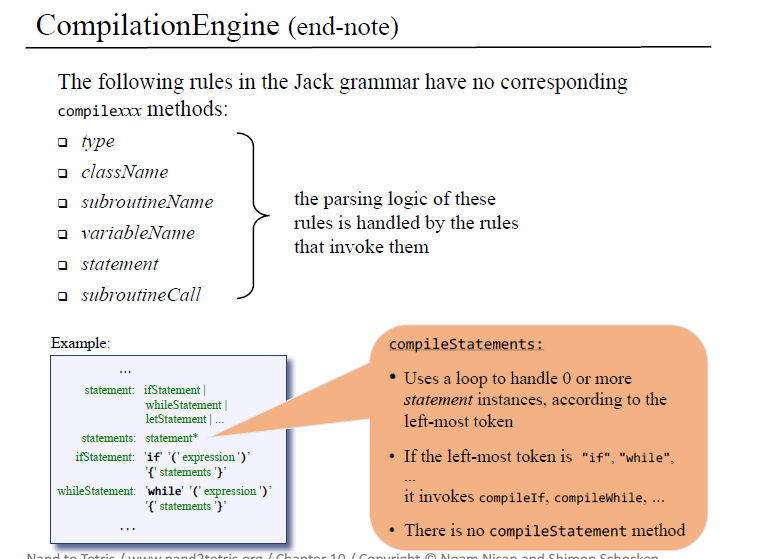 CompilationEngine (end-note)
The following rules in the Jack grammar have no corresponding
compilexxx methods:
type
className
subroutineName
variableName
statement
subroutineCall
the parsing logic of these
rules is handled by the rules
that invoke them
Example:
...
statement: ifStatement |
whileStatement |
letStatement | ...
statements: statement*
ifStatement: 'if' '(' expression ')'
'{' statements '}'
whileStatement: 'while' '(' expression ')'
'{' statements '}'
...
compileStatements:
• Uses a loop to handle 0 or more
statement instances, according to the
left-most token
• If the left-most token is "if", "while",
...
it invokes compileIf, compileWhile, ...
• There is no compileStatement method
Nand to Tetris / www.nand2tetris.org / Chapter 10 / Copyright © Noam Nisan and Shimon Schocken